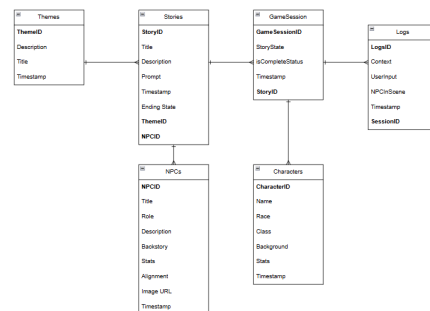 Themes
ThemeID
Description
Title
Timestamp
Stories
StoryID
Title
Description
Prompt
Timestamp
Ending State
ThemeID
NPCID
GameSession
GameSessionID
StoryState
isCompleteStatus
Timestamp
StoryID
Logs
LogsID
Context
UserInput
NPCInScene
Timestamp
SessionID
NPCs
NPCID
Title
Role
Description
Backstory
Stats
Alignment
Image URL
Timestamp
Characters
CharacterID
Name
Race
Class
Background
Stats
Timestamp